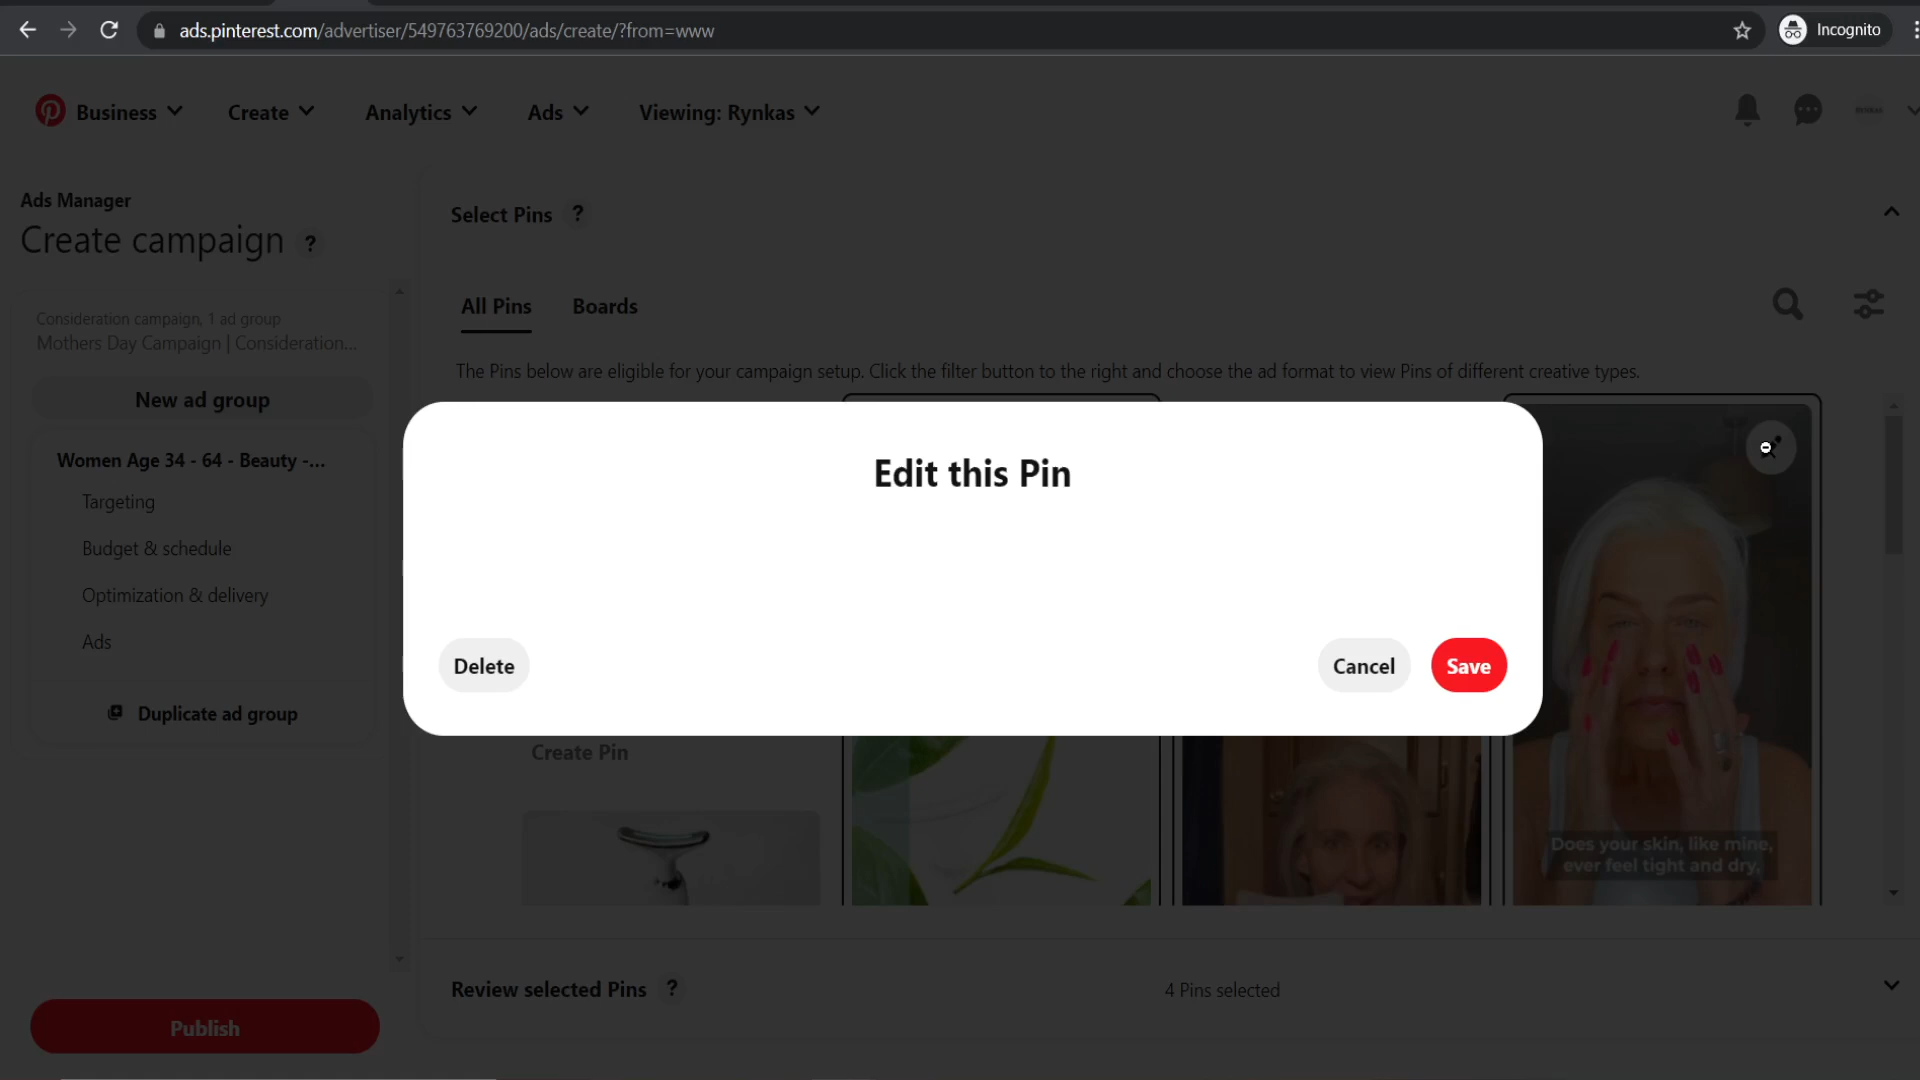 ads.pinterest.com/advertiser/549763769200/ads/create/?from=www
Incognito
Business
Create
Analytics
Ads
Viewing: Rynkas
Ads Manager
Create campaign ?
Consideration campaign, 1 ad group
Mothers Day Campaign | Consideration...
New ad group
Women Age 34 - 64 - Beauty -...
Targeting
Budget & schedule
Optimization & delivery
Ads
Duplicate ad group
Publish
Select Pins ?
All Pins
Boards
The Pins below are eligible for your campaign setup. Click the filter button to the right and choose the ad format to view Pins of different creative types.
Edit this Pin
Delete
Cancel
Save
Create Pin
Does your skin, like mine,
ever feel tight and dry,
Review selected Pins ?
4 Pins selected